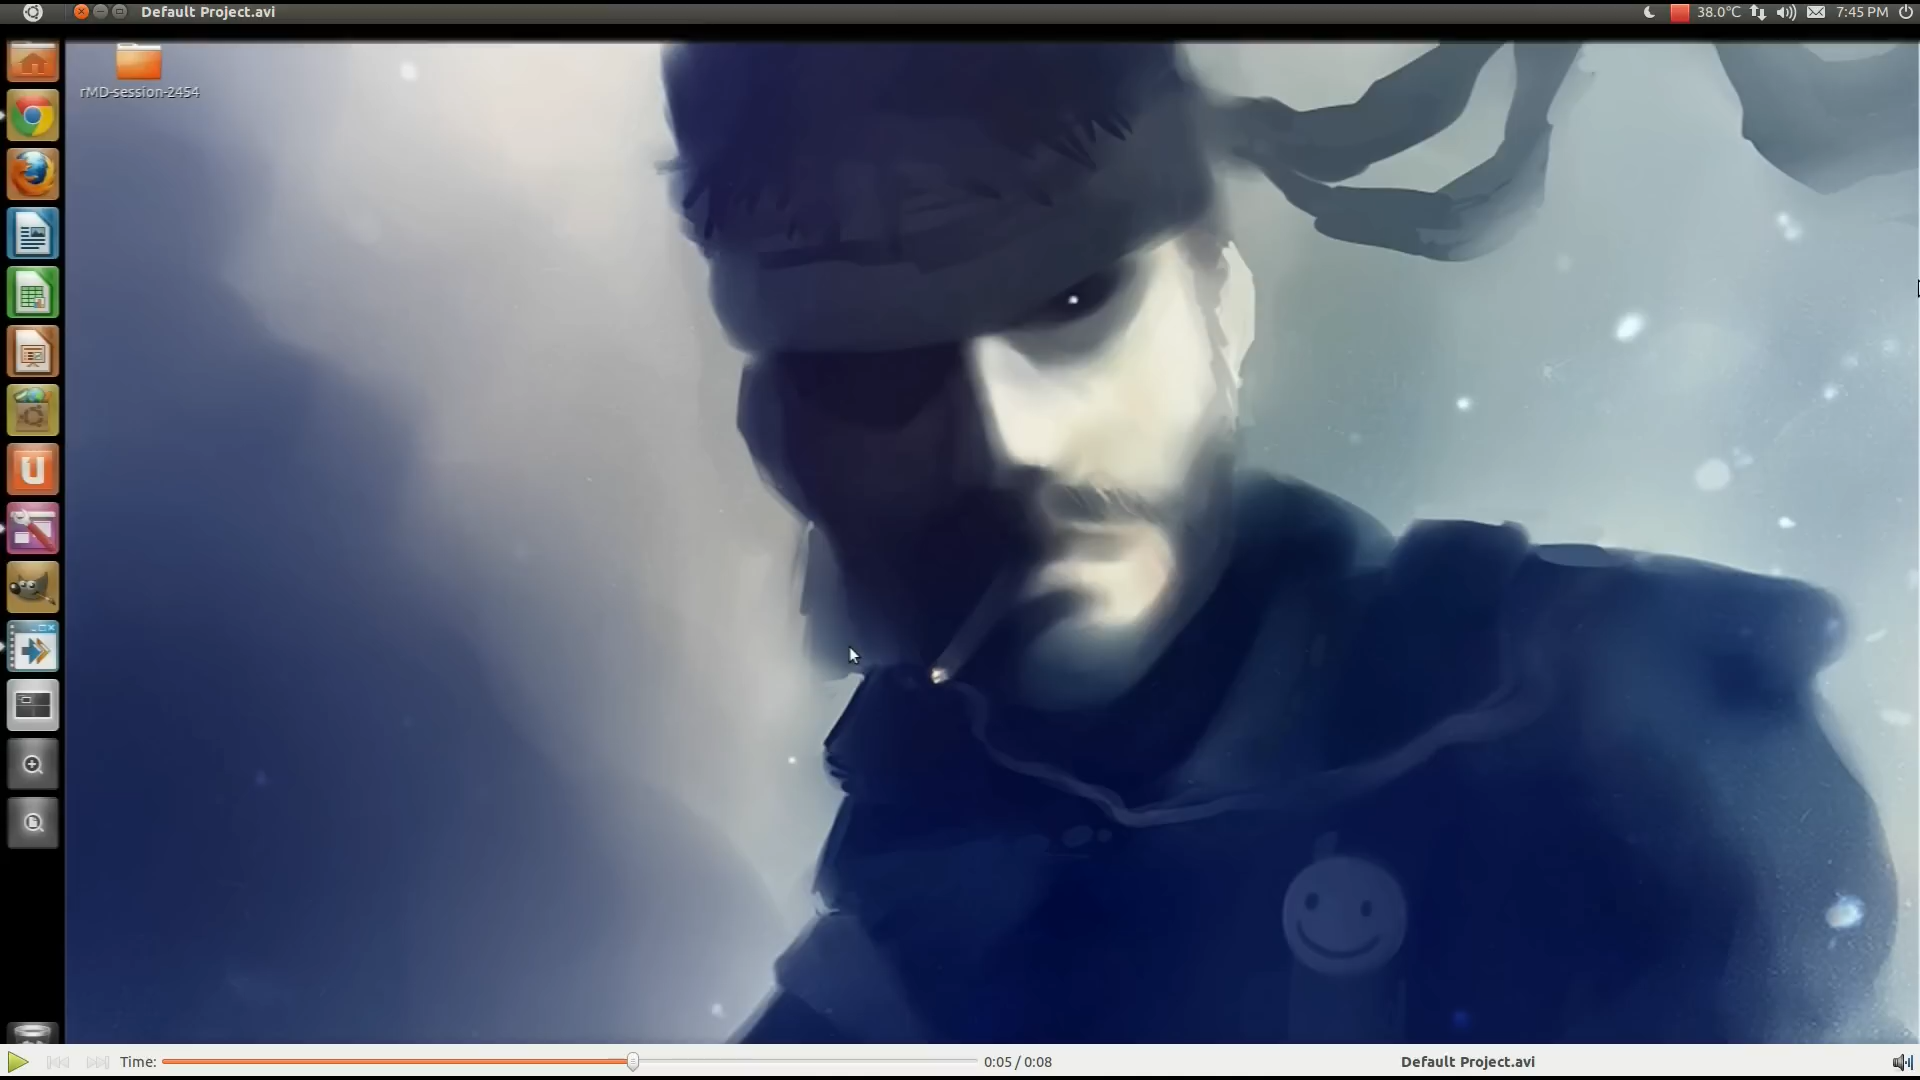 Default Project.avi
38.0°C
7:45 PM
rMD-session-2454
U
Time:
0:05 / 0:08
Default Project.avi